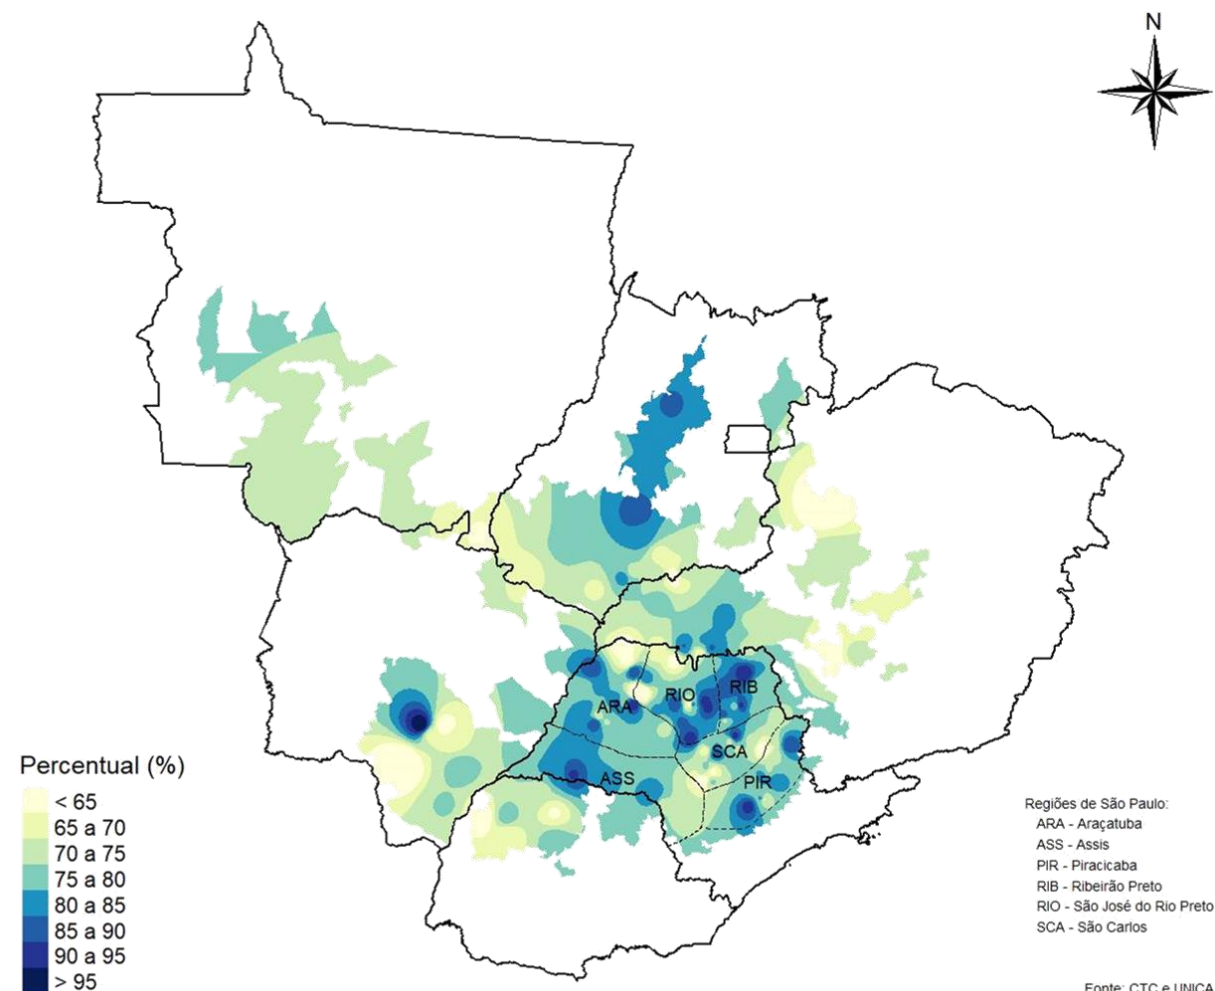 N
RIO
RIB
ARA
SCA
ASS
PIR
Percentual (%)
< 65
65 a 70
70 a 75
75 a 80
80 a 85
85 a 90
90 a 95
> 95
Regiões de São Paulo:
ARA - Araçatuba
ASS - Assis
PIR - Piracicaba
RIB - Ribeirão Preto
RIO - São José do Rio Preto
SCA - São Carlos
Fonte: CTC e UNICA